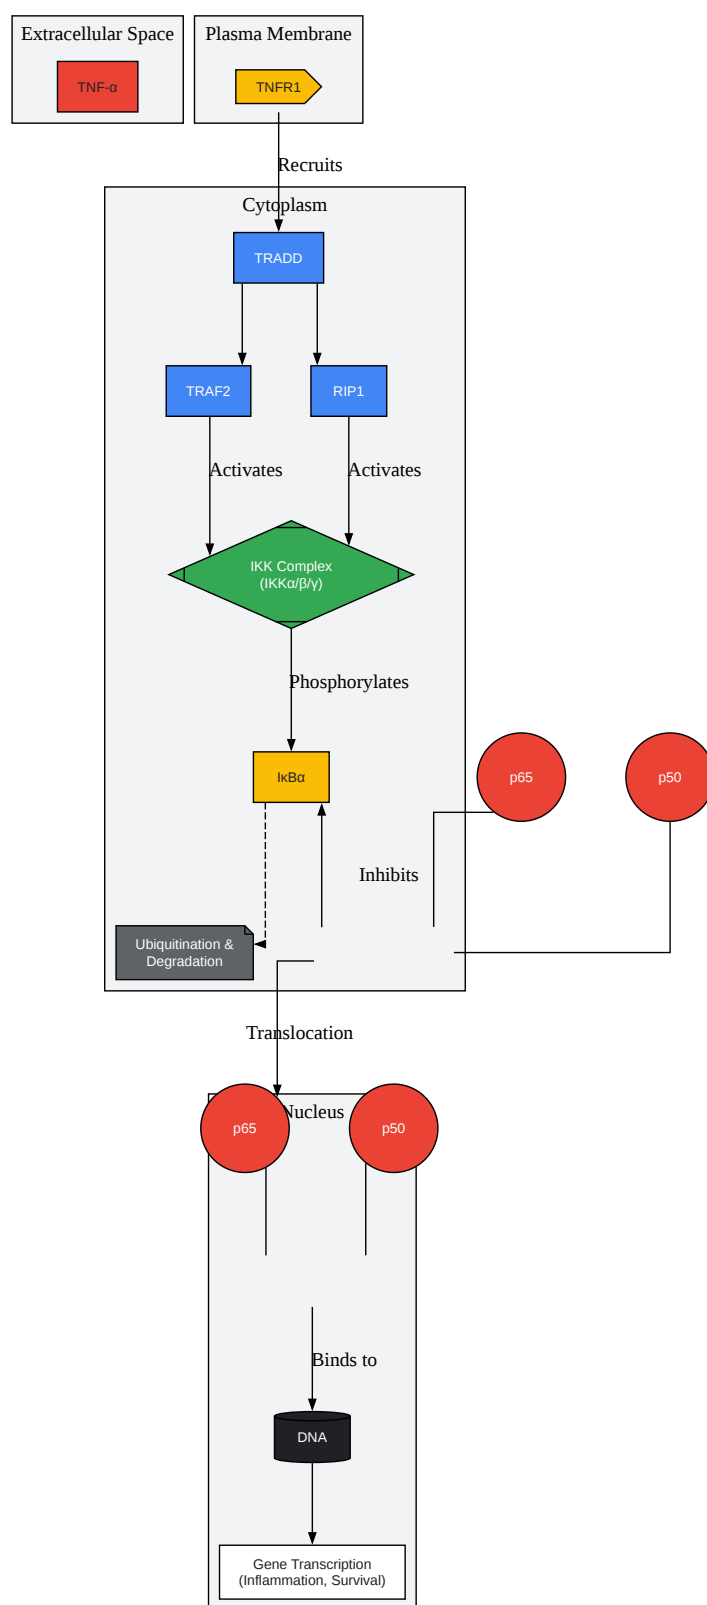 Extracellular Space
Plasma Membrane
TNF-α
TNFR1
Recruits
Cytoplasm
TRADD
TRAF2
RIP1
Activates
Activates
IKK Complex
(IKKα/β/γ)
Phosphorylates
p65
p50
IκBα
Inhibits
Ubiquitination &
Degradation
Translocation
Nucleus
p65
p50
Binds to
DNA
Gene Transcription
(Inflammation, Survival)